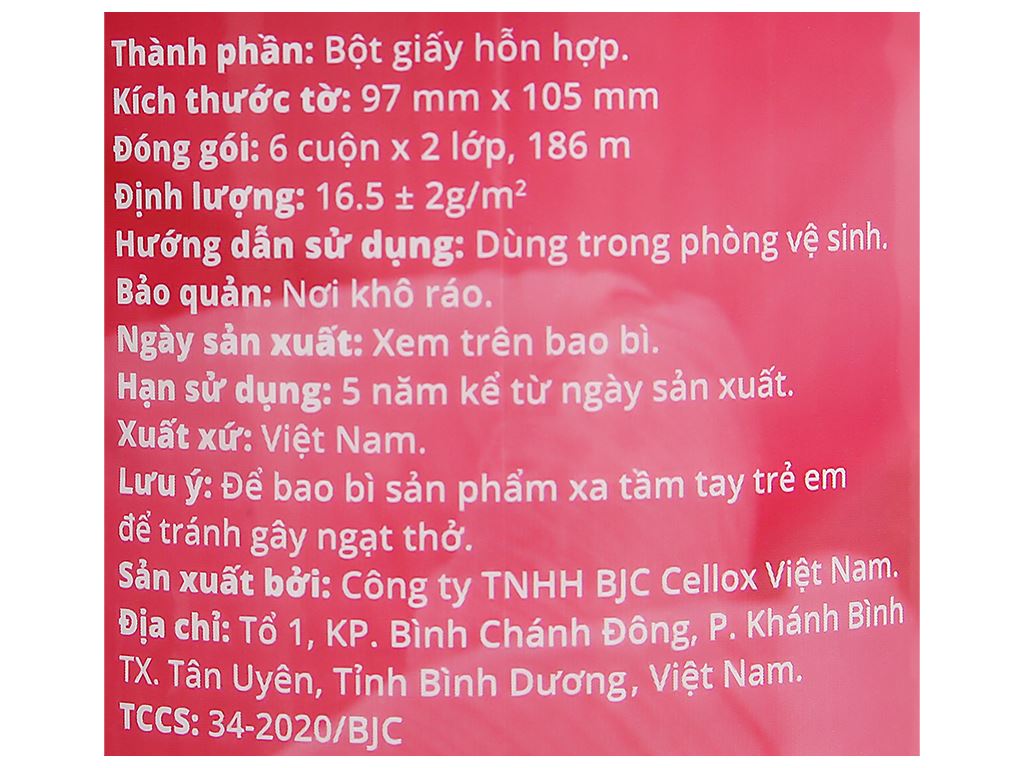 Thành phần: Bột giấy hỗn hợp.
Kích thước tờ: 97 mm x 105 mm
Đóng gói: 6 cuộn x 2 lớp, 186 m
Định lượng: 16.5 ± 2g/m²
Hướng dẫn sử dụng: Dùng trong phòng vệ sinh.
Bảo quản: Nơi khô ráo.
Ngày sản xuất: Xem trên bao bì.
Hạn sử dụng: 5 năm kể từ ngày sản xuất.
Xuất xứ: Việt Nam.
Lưu ý: Để bao bì sản phẩm xa tầm tay trẻ em
để tránh gây ngạt thở.
Sản xuất bởi: Công ty TNHH BJC Cellox Việt Nam.
Địa chỉ: Tổ 1, KP. Bình Chánh Đông, P. Khánh Bình
TX. Tân Uyên, Tỉnh Bình Dương, Việt Nam.
TCCS: 34-2020/BJC